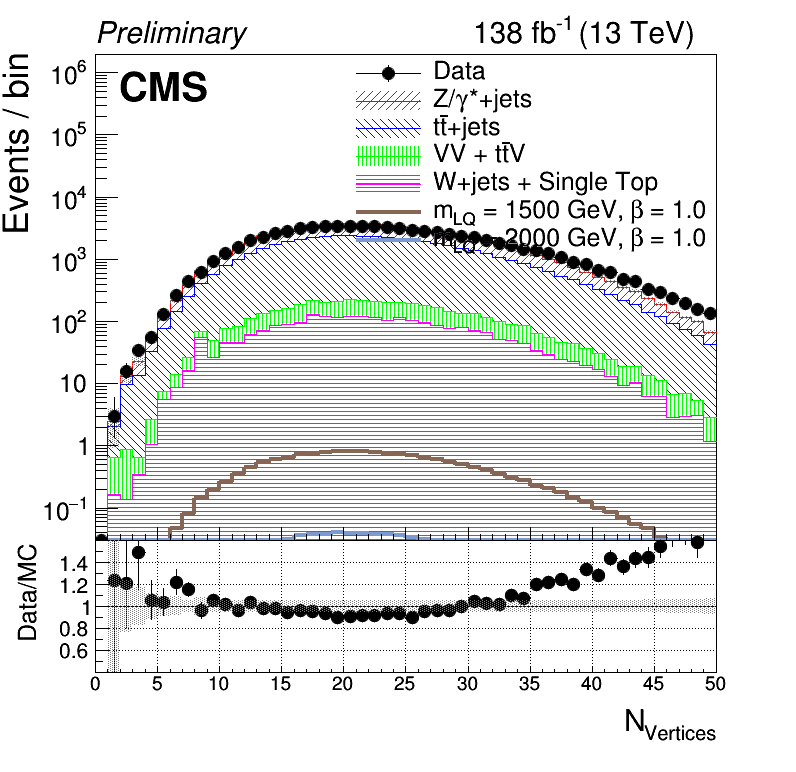 Preliminary 138 fb⁻¹ (13 TeV)
CMS
Data
Z/γ*+jets
tt̄+jets
VV + tt̄V
W+jets + Single Top
m_LQ = 1500 GeV, β = 1.0
2000 GeV, β = 1.0
Events / bin
10⁶
10⁵
10⁴
10³
10²
10
1
10⁻¹
Data/MC
1.4
1.2
1
0.8
0.6
0 5 10 15 20 25 30 35 40 45 50
N_Vertices